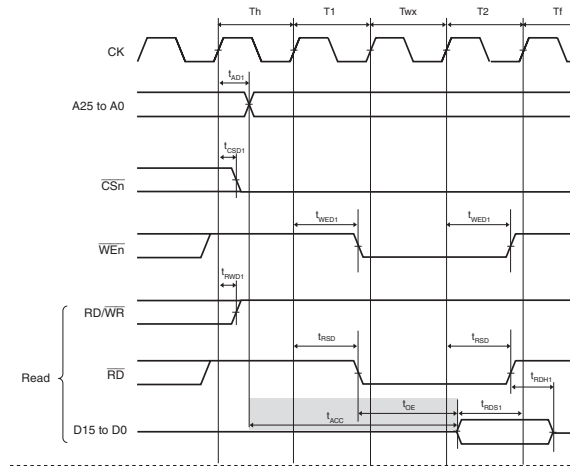 Th T1 Twx T2 Tf
CK
tAD1
A25 to A0
tCSD1
CSn
tWED1 tWED1
WEn
tRWD1
RD/WR
tRSD tRSD
Read
RD
tRDH1
tOE tRDS1
tACC
D15 to D0